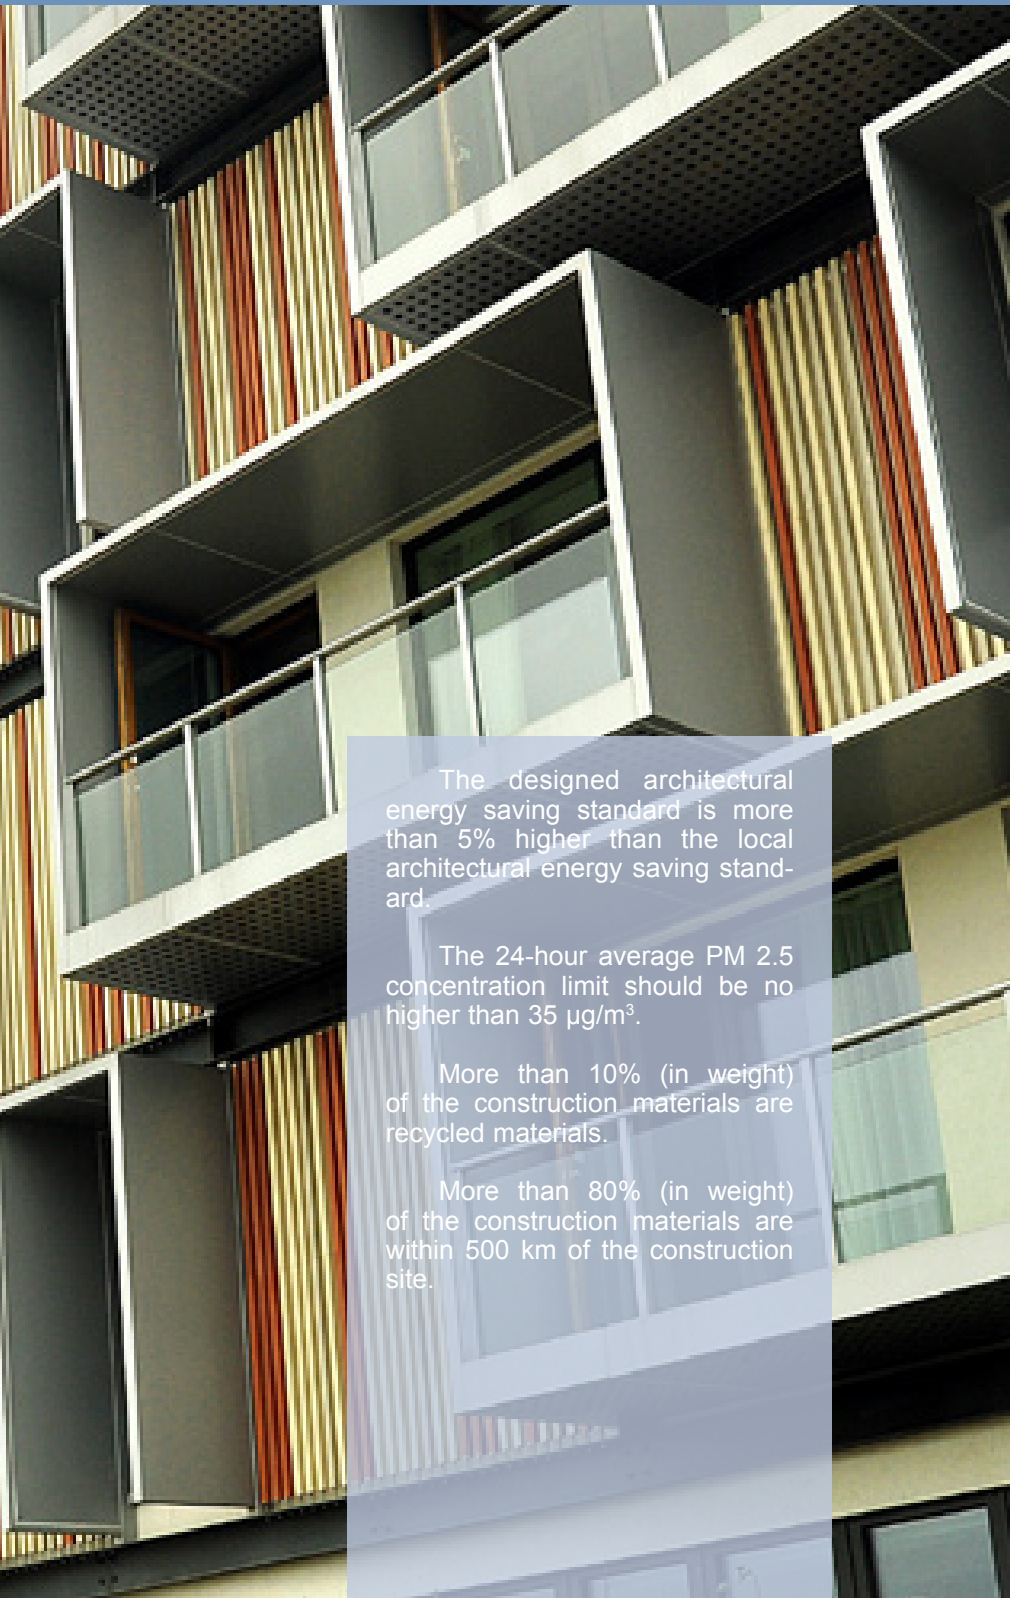 The designed architectural
energy saving standard is more
than 5% higher than the local
architectural energy saving stand-
ard.
The 24-hour average PM 2.5
concentration limit should be no
higher than 35 μg/m³.
More than 10% (in weight)
of the construction materials are
recycled materials.
More than 80% (in weight)
of the construction materials are
within 500 km of the construction
site.